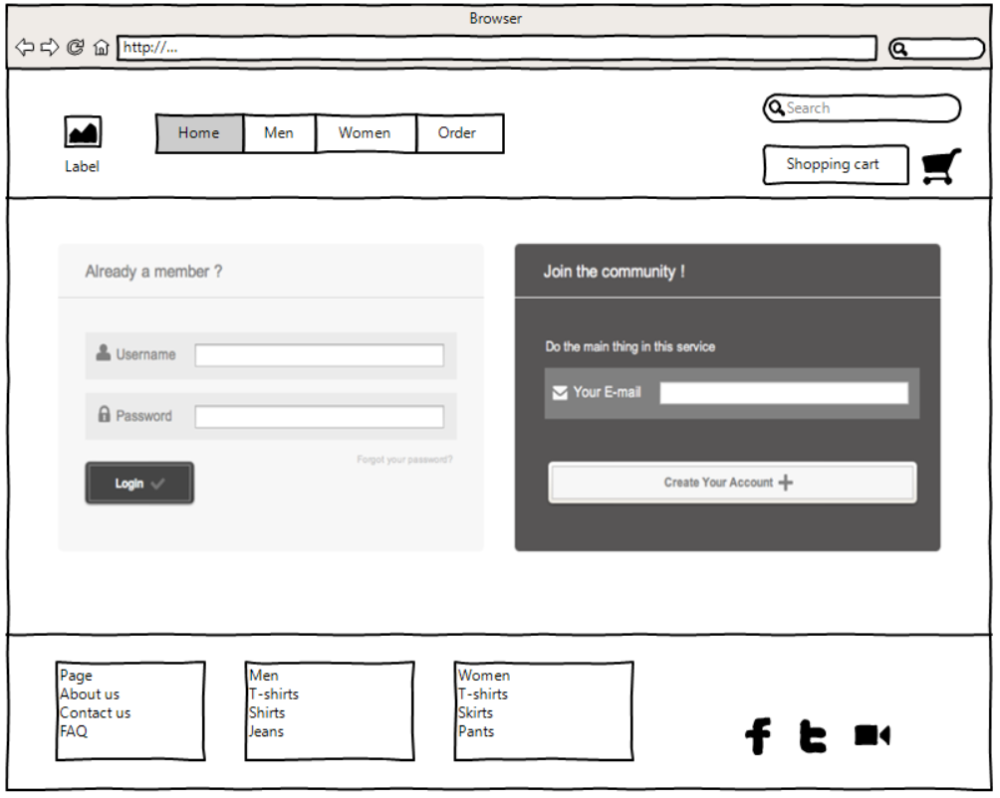 Browser
http://...
Search
Home Men Women Order
Label
Shopping cart
Already a member ?
Username
Password
Forgot your password?
Login
Join the community !
Do the main thing in this service
Your E-mail
Create Your Account
Page
About us
Contact us
FAQ
Men
T-shirts
Shirts
Jeans
Women
T-shirts
Skirts
Pants